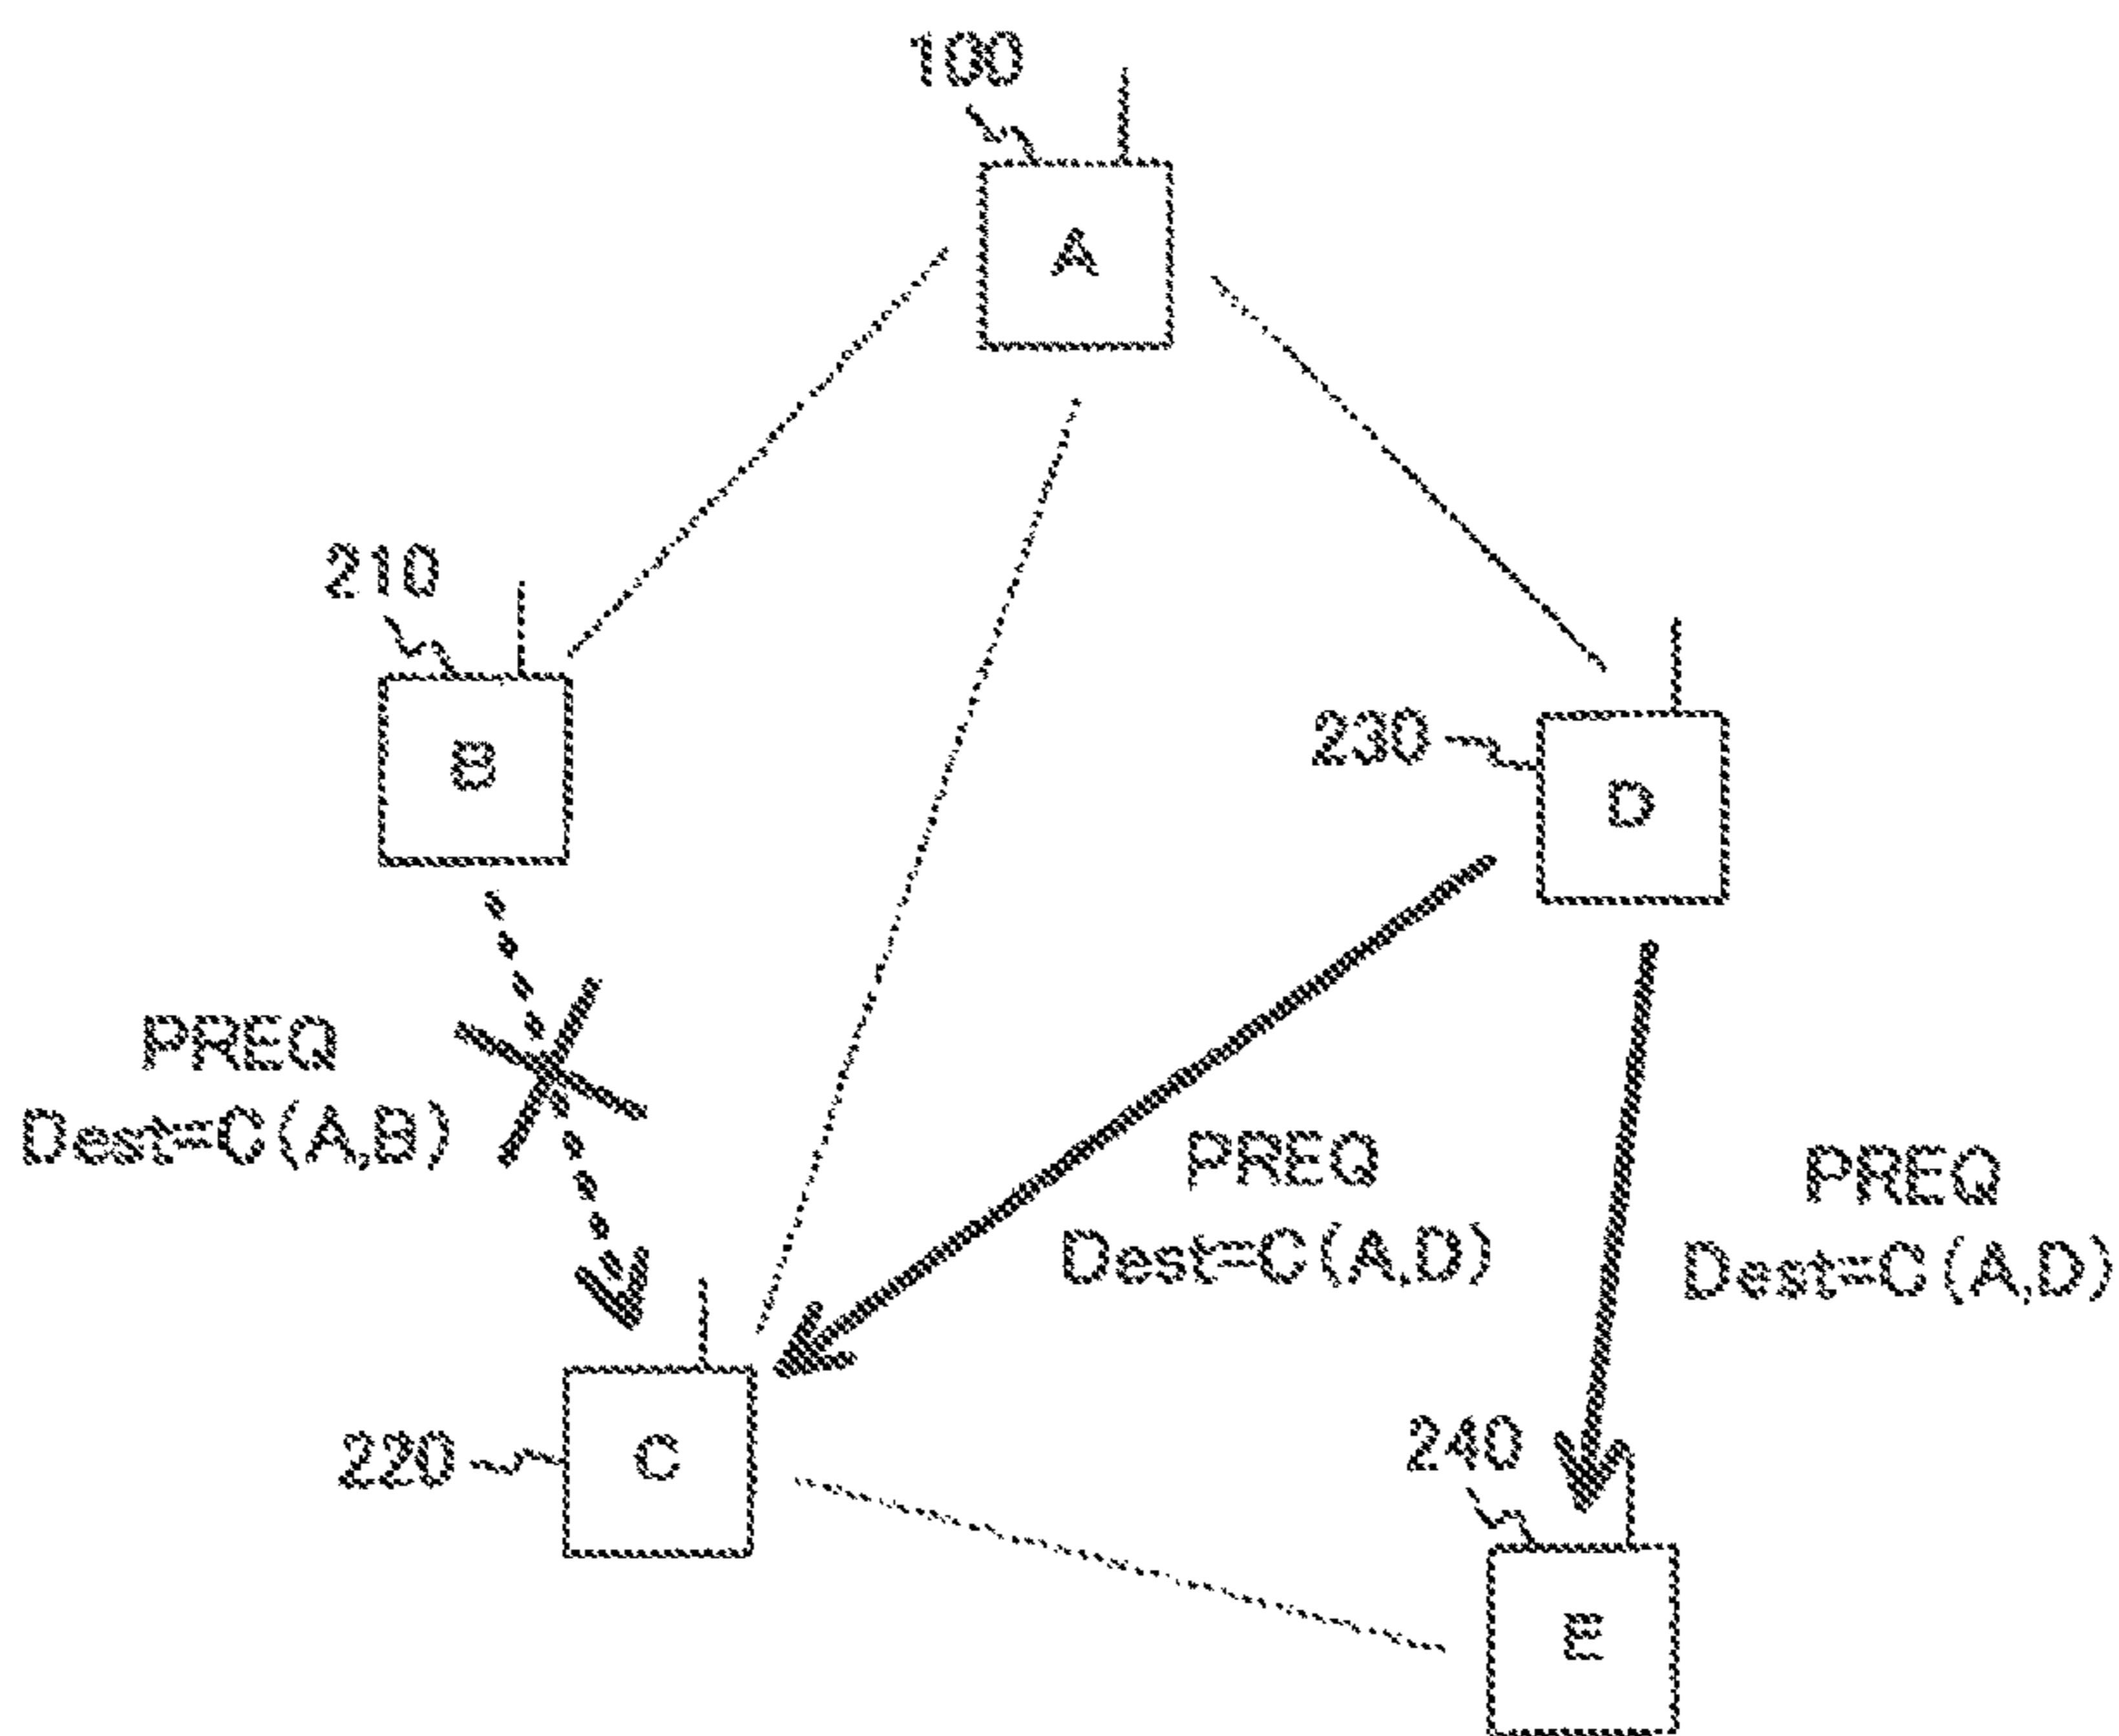 100
A
210
B
230
D
PREQ
Dest=C(A,B)
PREQ
Dest=C(A,D)
PREQ
Dest=C(A,D)
220
C
240
E